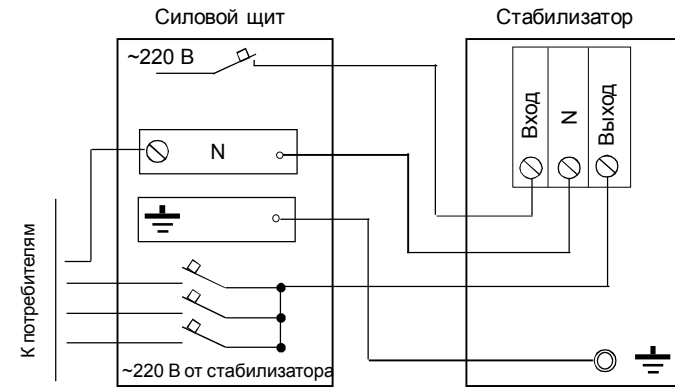 Силовой щит
Стабилизатор
~220 В
Вход
N
Выход
N
К потребителям
~220 В от стабилизатора